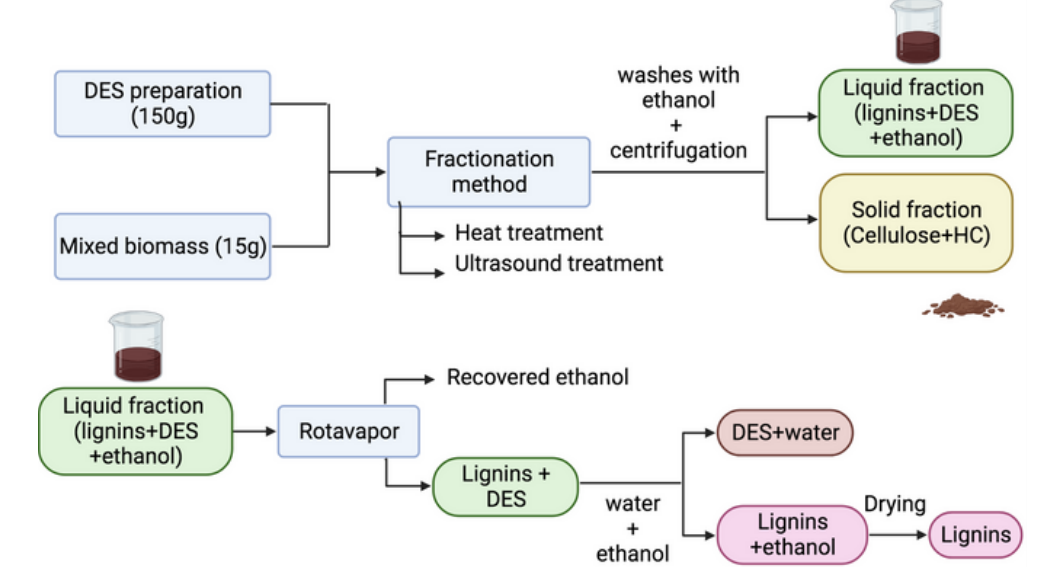 DES preparation
(150g)
Mixed biomass (15g)
Fractionation
method
Heat treatment
Ultrasound treatment
washes with
ethanol
+
centrifugation
Liquid fraction
(lignins+DES
+ethanol)
Solid fraction
(Cellulose+HC)
Liquid fraction
(lignins+DES
+ethanol)
Rotavapor
Recovered ethanol
Lignins +
DES
water
+
ethanol
DES+water
Lignins
+ethanol
Drying
Lignins